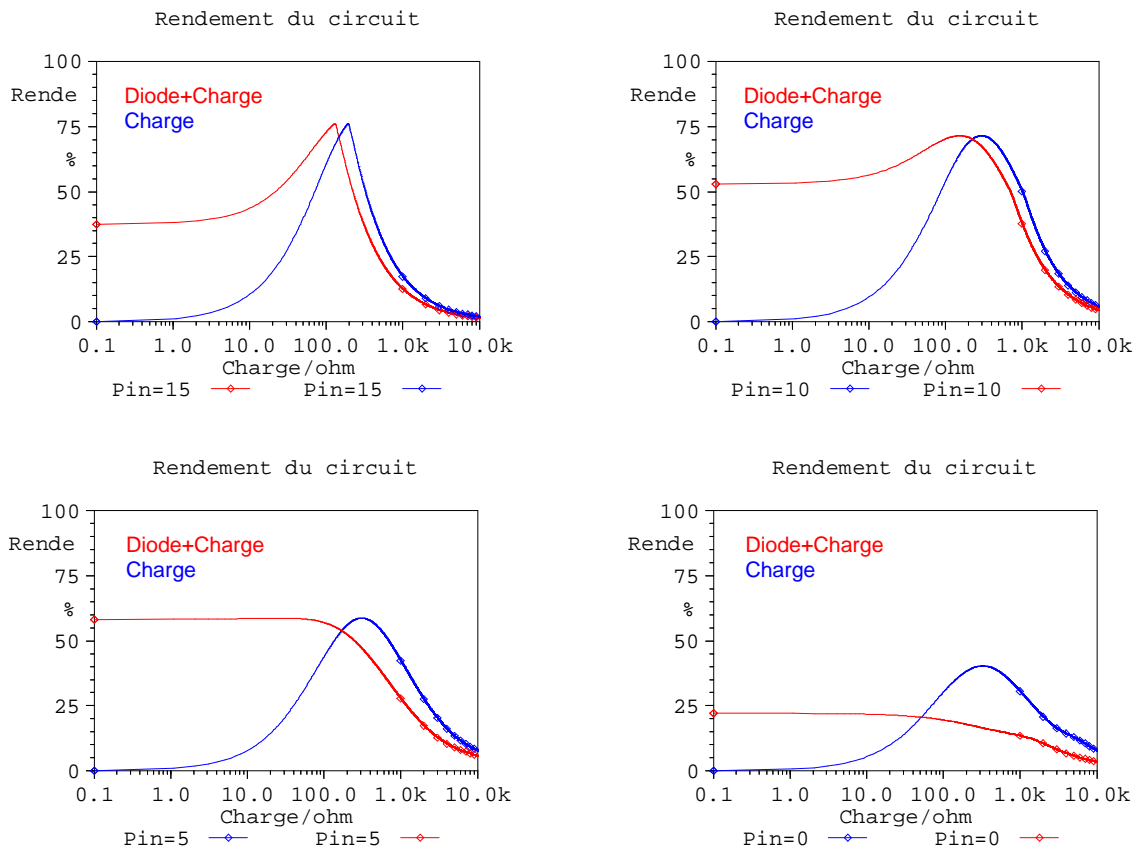 Rendement du circuit
100
Rende
Diode+Charge
Charge
75
%
50
25
0
0.1 1.0 10.0 100.0 1.0k 10.0k
Charge/ohm
Pin=15 Pin=15
Rendement du circuit
100
Rende
Diode+Charge
Charge
75
%
50
25
0
0.1 1.0 10.0 100.0 1.0k 10.0k
Charge/ohm
Pin=10 Pin=10
Rendement du circuit
100
Rende
Diode+Charge
Charge
75
%
50
25
0
0.1 1.0 10.0 100.0 1.0k 10.0k
Charge/ohm
Pin=5 Pin=5
Rendement du circuit
100
Rende
Diode+Charge
Charge
75
%
50
25
0
0.1 1.0 10.0 100.0 1.0k 10.0k
Charge/ohm
Pin=0 Pin=0